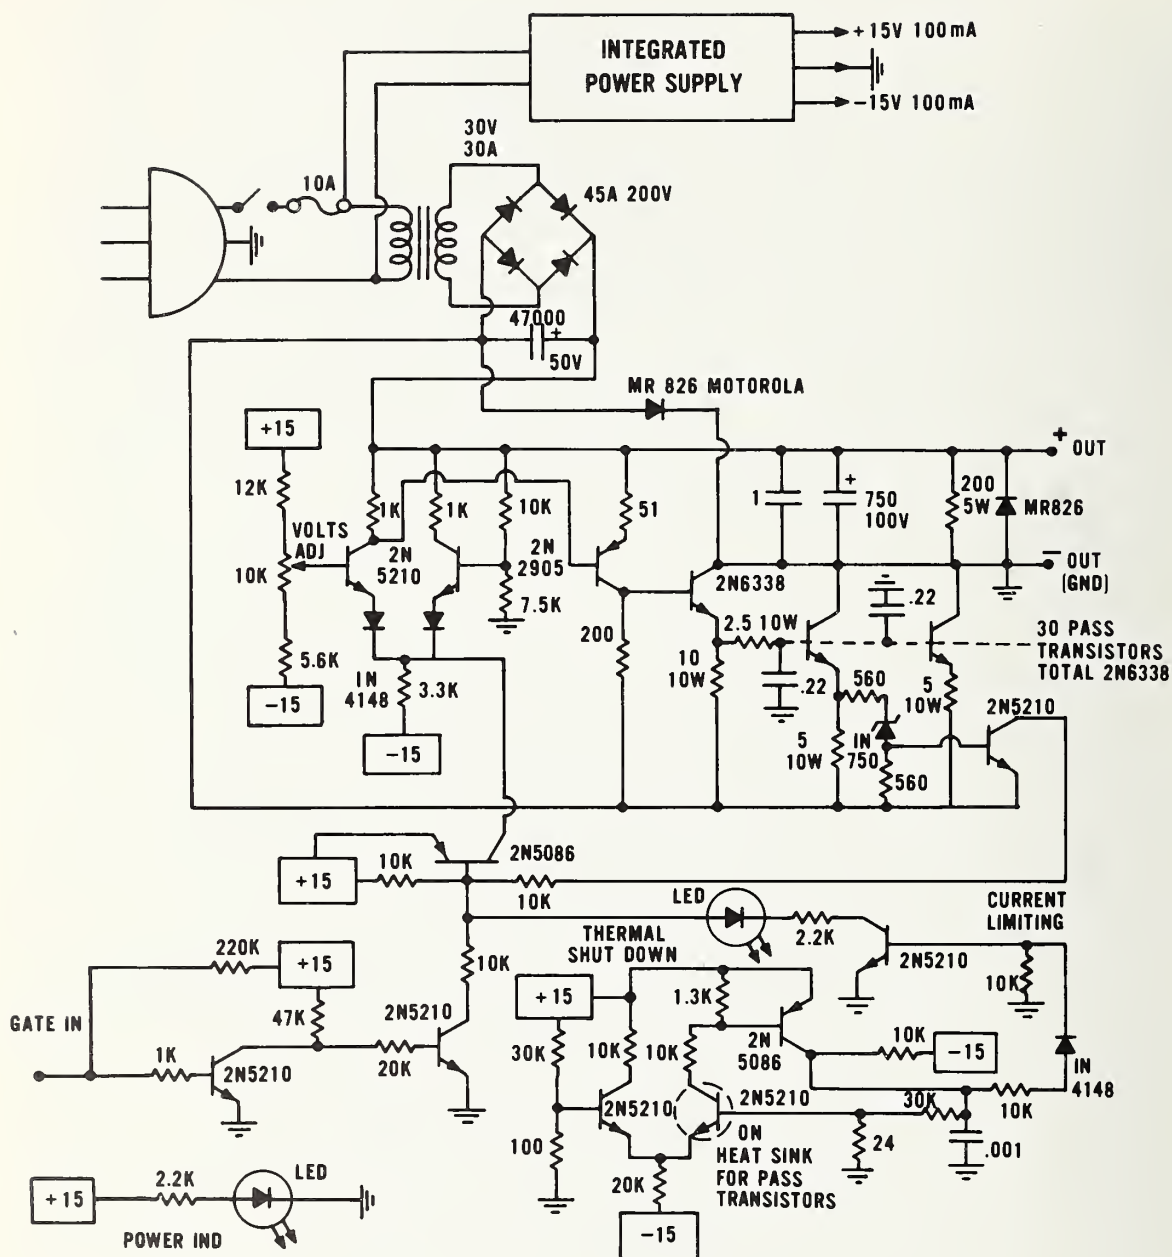 INTEGRATED
POWER SUPPLY
+15V 100mA
-15V 100mA
30V
30A
10A
45A 200V
47000
+
50V
MR 826 MOTOROLA
+15
12K
VOLTS
ADJ
10K
5.6K
-15
1K
1K
10K
2N
5210
2N
2905
7.5K
IN
4148
3.3K
-15
51
200
2N6338
1
+
750
100V
200
5W
MR826
+ OUT
- OUT
(GND)
2.5 10W
10
10W
.22
.22
30 PASS
TRANSISTORS
TOTAL 2N6338
560
5
10W
5
10W
IN
750
560
2N5210
+15
10K
2N5086
10K
LED
2.2K
CURRENT
LIMITING
2N5210
10K
THERMAL
SHUT DOWN
220K
+15
47K
10K
2N5210
GATE IN
1K
2N5210
20K
+15
30K
10K
1.3K
10K
2N
5086
10K
-15
IN
4148
2N5210
2N5210
30K
10K
100
ON
HEAT SINK
FOR PASS
TRANSISTORS
24
.001
20K
-15
+15
2.2K
LED
POWER IND